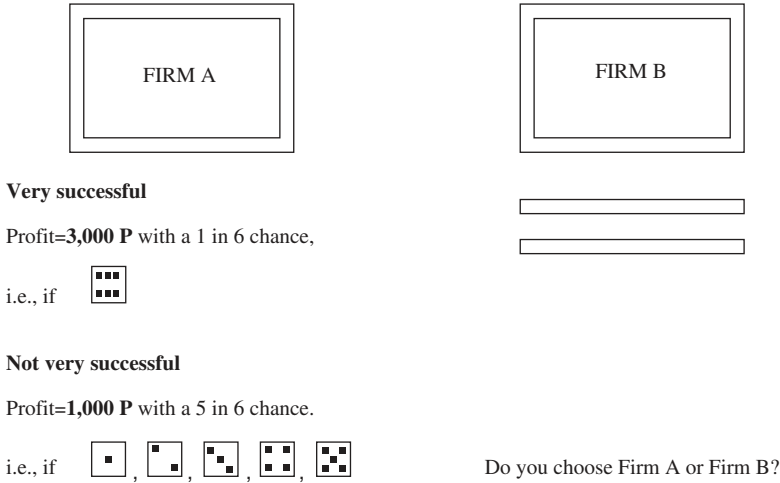 FIRM A
FIRM B
Very successful
Profit=3,000 P with a 1 in 6 chance,
i.e., if
Not very successful
Profit=1,000 P with a 5 in 6 chance.
i.e., if , , , ,
Do you choose Firm A or Firm B?